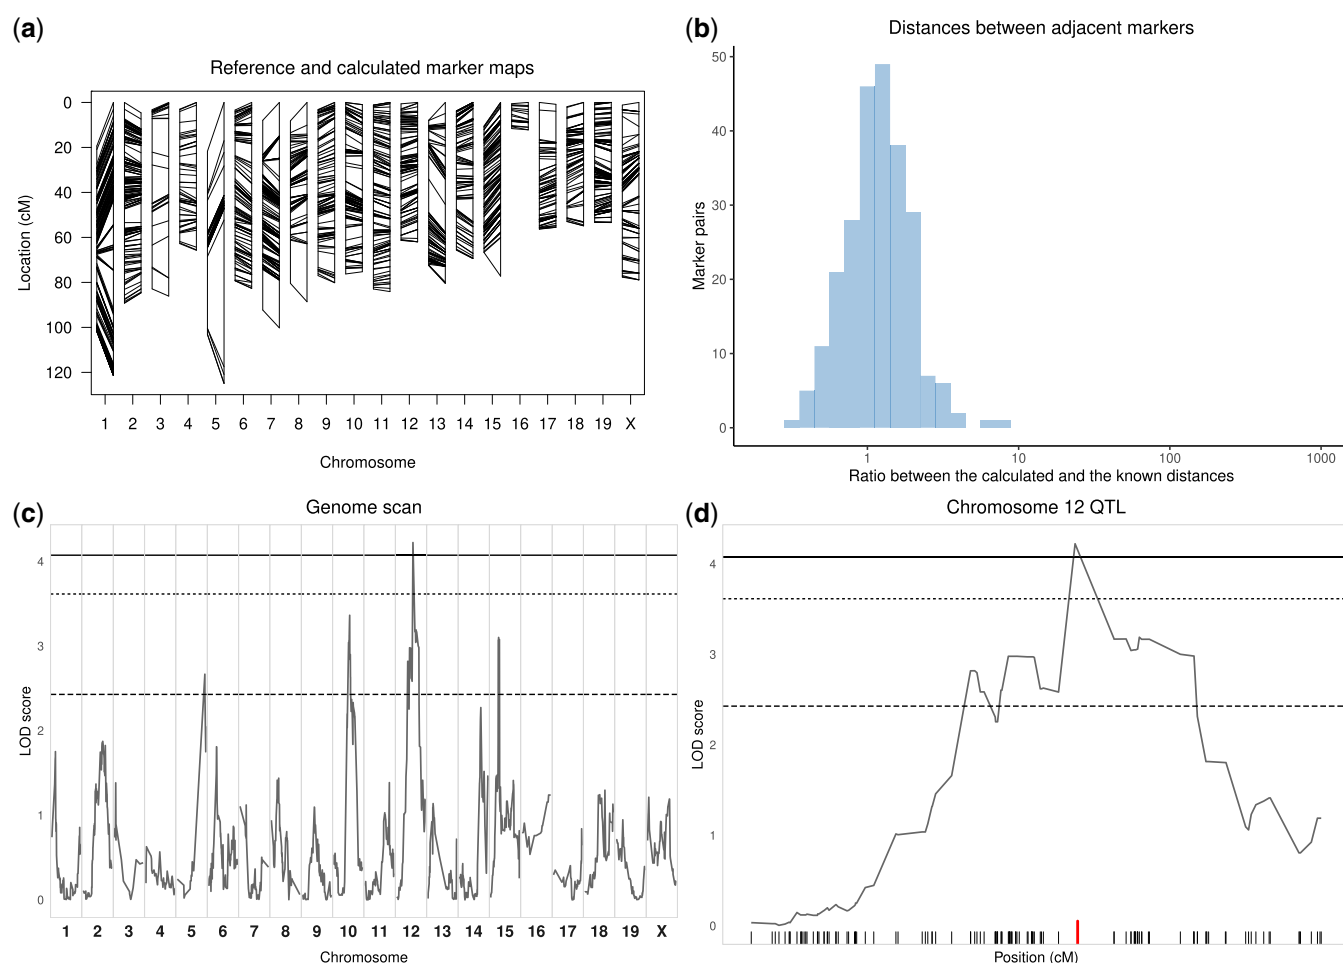 (a)
Reference and calculated marker maps
0
20
40
60
80
100
120
Location (cM)
1 2 3 4 5 6 7 8 9 10 11 12 13 14 15 16 17 18 19 X
Chromosome
(b)
Distances between adjacent markers
50
40
30
20
10
0
Marker pairs
1 10 100 1000
Ratio between the calculated and the known distances
(c)
Genome scan
4
3
2
1
0
LOD score
1 2 3 4 5 6 7 8 9 10 11 12 13 14 15 16 17 18 19 X
Chromosome
(d)
Chromosome 12 QTL
4
3
2
1
0
LOD score
Position (cM)